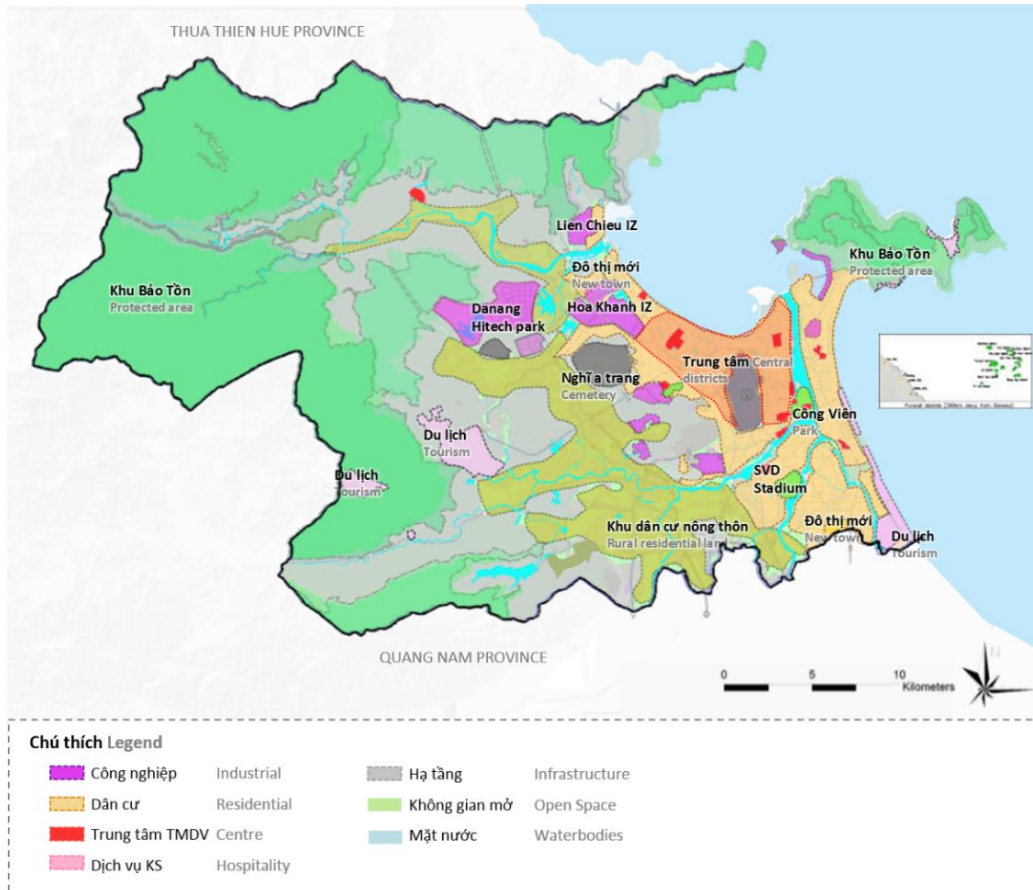 THUA THIEN HUE PROVINCE
Lien Chieu IZ
Khu Bảo Tồn
Protected area
Đô thị mới
New town
Khu Bảo Tồn
Protected area
Danang
Hitech park
Hoa Khanh IZ
Trung tâm Central
districts
Nghĩ a trang
Cemetery
Công Viên
Park
Du lịch
Tourism
Du lịch
Tourism
SVD
Stadium
Khu dân cư nông thôn
Rural residential land
Đô thị mới
New town
Du lịch
Tourism
QUANG NAM PROVINCE
N
0 5 10
Kilometers
Chú thích Legend
Công nghiệp Industrial
Hạ tầng Infrastructure
Dân cư Residential
Không gian mở Open Space
Trung tâm TMDV Centre
Mặt nước Waterbodies
Dịch vụ KS Hospitality